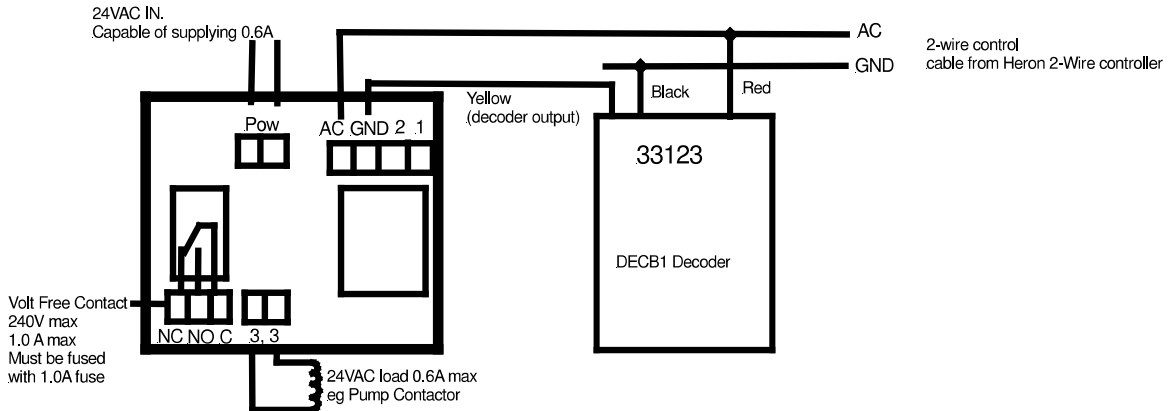 24VAC IN.
Capable of supplying 0.6A
AC
2-wire control
cable from Heron 2-Wire controller
GND
Yellow
(decoder output)
Black
Red
Pow
AC GND 2 1
33123
DECB1 Decoder
Volt Free Contact
240V max
1.0 A max
Must be fused
with 1.0A fuse
NC NO C 3, 3
24VAC load 0.6A max
eg Pump Contactor